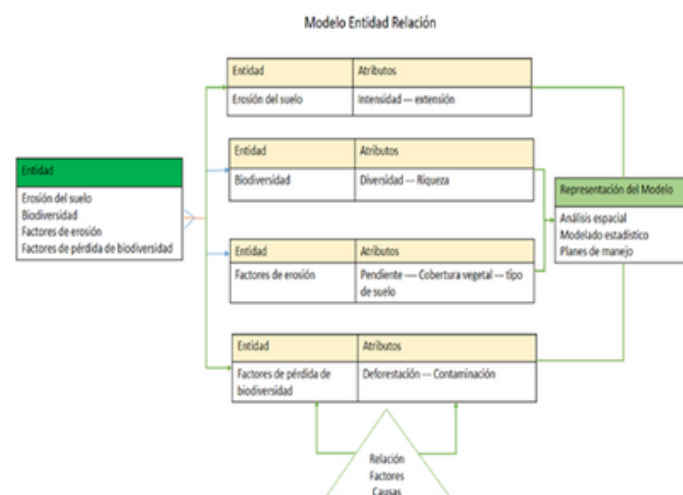 Modelo Entidad Relación
Entidad Atributos
Erosión del suelo Intensidad --- extensión
Entidad Atributos
Biodiversidad Diversidad --- Riqueza
Entidad
Erosión del suelo
Biodiversidad
Factores de erosión
Factores de pérdida de biodiversidad
Representación del Modelo
Análisis espacial
Modelado estadístico
Planes de manejo
Entidad Atributos
Factores de erosión Pendiente --- Cobertura vegetal --- tipo
de suelo
Entidad Atributos
Factores de pérdida de Deforestación --- Contaminación
biodiversidad
Relación
Factores
Causas